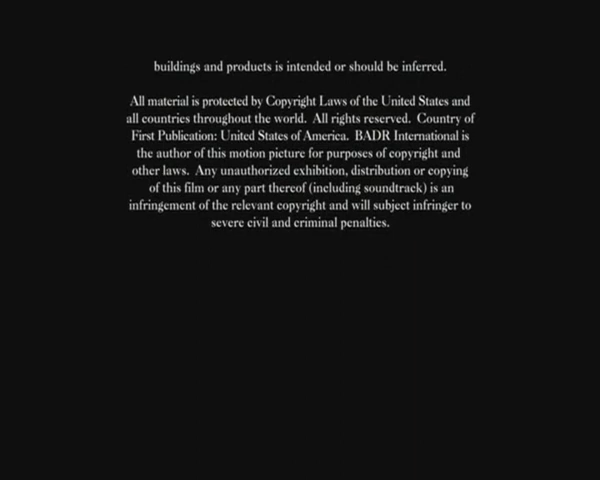 buildings and products is intended or should be inferred.
All material is protected by Copyright Laws of the United States and
all countries throughout the world.  All rights reserved.  Country of
First Publication: United States of America.  BADR International is
the author of this motion picture for purposes of copyright and
other laws.  Any unauthorized exhibition, distribution or copying
of this film or any part thereof (including soundtrack) is an
infringement of the relevant copyright and will subject infringer to
severe civil and criminal penalties.